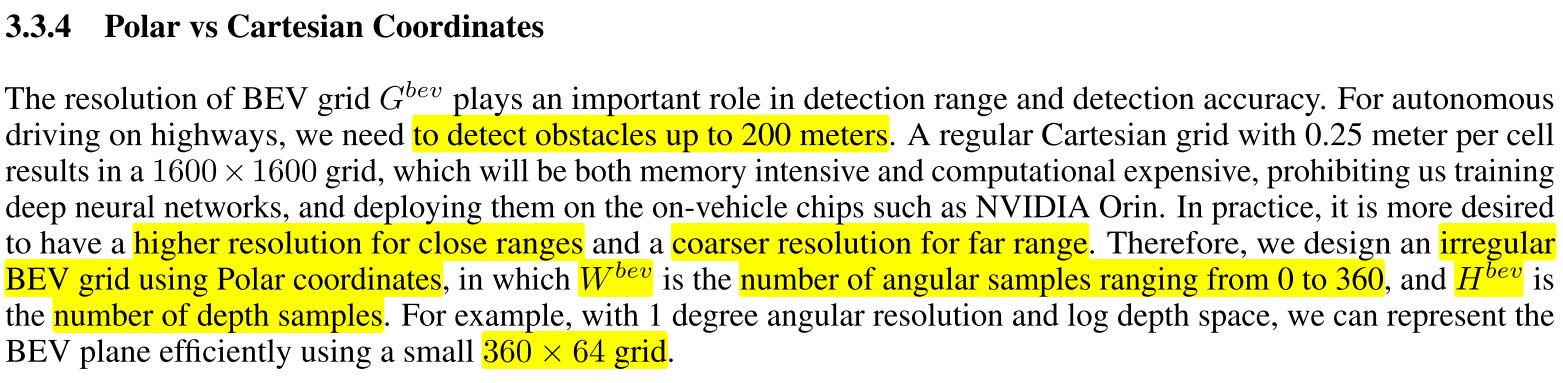 3.3.4 Polar vs Cartesian Coordinates
The resolution of BEV grid G^{bev} plays an important role in detection range and detection accuracy. For autonomous
driving on highways, we need to detect obstacles up to 200 meters. A regular Cartesian grid with 0.25 meter per cell
results in a 1600 × 1600 grid, which will be both memory intensive and computational expensive, prohibiting us training
deep neural networks, and deploying them on the on-vehicle chips such as NVIDIA Orin. In practice, it is more desired
to have a higher resolution for close ranges and a coarser resolution for far range. Therefore, we design an irregular
BEV grid using Polar coordinates, in which W^{bev} is the number of angular samples ranging from 0 to 360, and H^{bev} is
the number of depth samples. For example, with 1 degree angular resolution and log depth space, we can represent the
BEV plane efficiently using a small 360 × 64 grid.